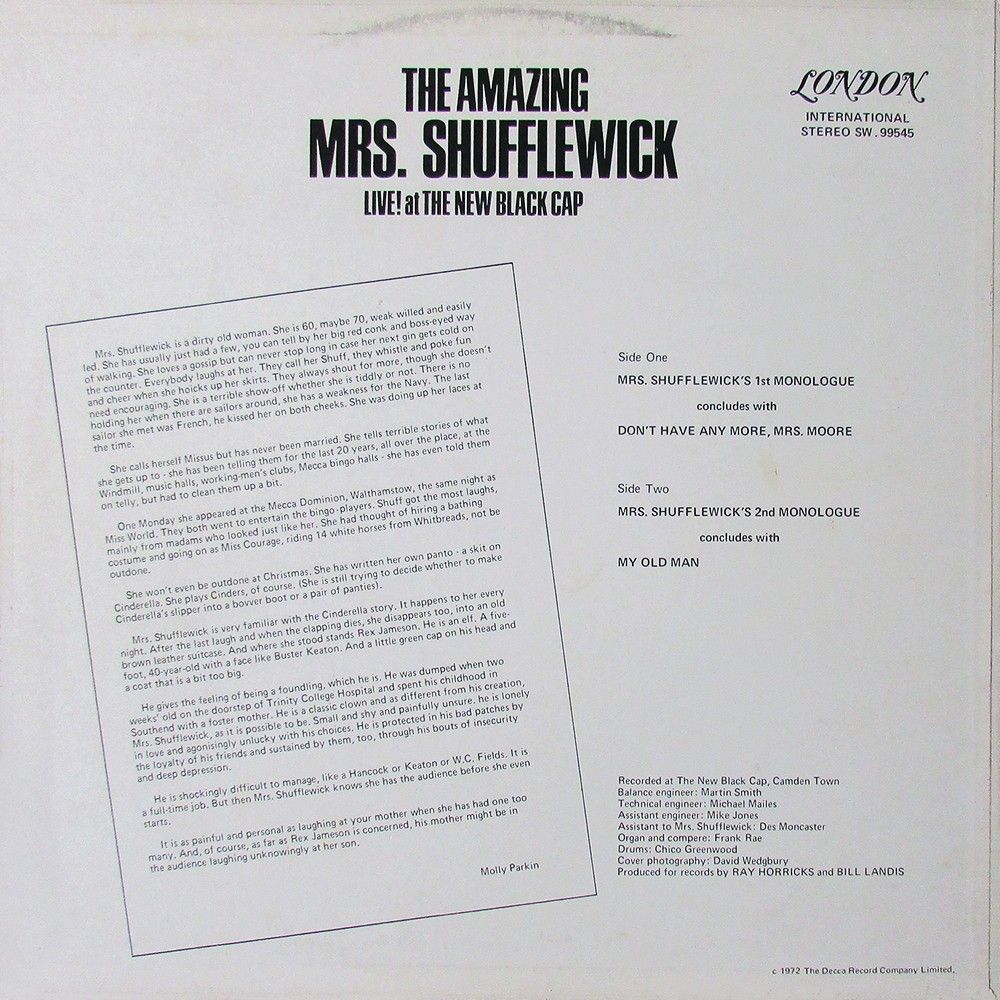 THE AMAZING
MRS. SHUFFLEWICK
LIVE! at THE NEW BLACK CAP
LONDON
INTERNATIONAL
STEREO SW. 99545
Mrs. Shufflewick is a dirty old woman. She is 60, maybe 70, weak willed and easily
led. She has usually just had a few, you can tell by her big red conk and boss-eyed way
of walking. She loves a gossip but can never stop long in case her next gin gets cold on
the counter. Everybody laughs at her. They call her Shuff, they whistle and poke fun
and cheer when she hoicks up her skirts. They always shout for more, though she doesn't
need encouraging. She is a terrible show-off whether she is tiddly or not. There is no
holding her when there are sailors around, she has a weakness for the Navy. The last
sailor she met was French, he kissed her on both cheeks. She was doing up her laces at
the time.
She calls herself Missus but has never been married. She tells terrible stories of what
she gets up to - she has been telling them for the last 20 years, all over the place, at the
Windmill, music halls, working-men's clubs, Mecca bingo halls - she has even told them
on telly, but had to clean them up a bit.
One Monday she appeared at the Mecca Dominion, Walthamstow, the same night as
Miss World. They both went to entertain the bingo-players. Shuff got the most laughs,
mainly from madams who looked just like her. She had thought of hiring a bathing
costume and going on as Miss Courage, riding 14 white horses from Whitbreads, not be
outdone.
She won't even be outdone at Christmas. She has written her own panto - a skit on
Cinderella. She plays Cinders, of course. (She is still trying to decide whether to make
Cinderella's slipper into a bovver boot or a pair of panties).
Mrs. Shufflewick is very familiar with the Cinderella story. It happens to her every
night. After the last laugh and when the clapping dies, she disappears too, into an old
brown leather suitcase. And where she stood stands Rex Jameson. He is an elf. A five-
foot, 40-year-old with a face like Buster Keaton. And a little green cap on his head and
a coat that is a bit too big.
He gives the feeling of being a foundling, which he is. He was dumped when two
weeks' old on the doorstep of Trinity College Hospital and spent his childhood in
Southend with a foster mother. He is a classic clown and as different from his creation,
Mrs. Shufflewick, as it is possible to be. Small and shy and painfully unsure. he is lonely
in love and agonisingly unlucky with his choices. He is protected in his bad patches by
the loyalty of his friends and sustained by them, too, through his bouts of insecurity
and deep depression.
He is shockingly difficult to manage, like a Hancock or Keaton or W.C. Fields. It is
a full-time job. But then Mrs. Shufflewick knows she has the audience before she even
starts.
It is as painful and personal as laughing at your mother when she has had one too
many. And, of course, as far as Rex Jameson is concerned, his mother might be in
the audience laughing unknowingly at her son.
Molly Parkin
Side One
MRS. SHUFFLEWICK'S 1st MONOLOGUE
concludes with
DON'T HAVE ANY MORE, MRS. MOORE
Side Two
MRS. SHUFFLEWICK'S 2nd MONOLOGUE
concludes with
MY OLD MAN
Recorded at The New Black Cap, Camden Town
Balance engineer: Martin Smith
Technical engineer: Michael Mailes
Assistant engineer: Mike Jones
Assistant to Mrs. Shufflewick: Des Moncaster
Organ and compere: Frank Rae
Drums: Chico Greenwood
Cover photography: David Wedgbury
Produced for records by RAY HORRICKS and BILL LANDIS
c 1972 The Decca Record Company Limited.